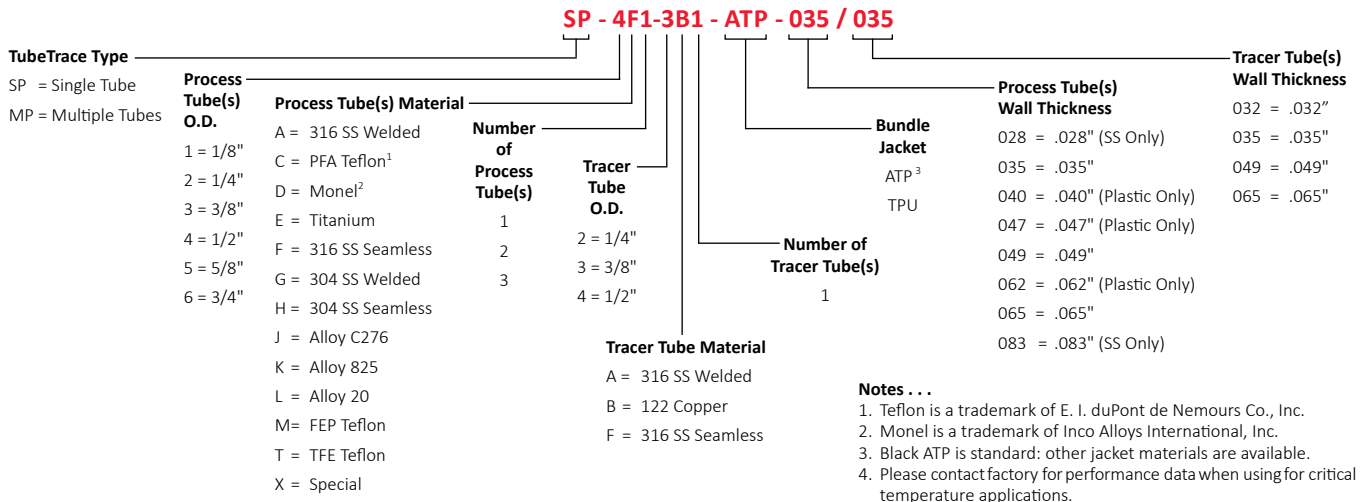 SP - 4F1-3B1 - ATP - 035 / 035
TubeTrace Type
SP = Single Tube
MP = Multiple Tubes
Process
Tube(s)
O.D.
1 = 1/8"
2 = 1/4"
3 = 3/8"
4 = 1/2"
5 = 5/8"
6 = 3/4"
Process Tube(s) Material
A = 316 SS Welded
C = PFA Teflon1
D = Monel2
E = Titanium
F = 316 SS Seamless
G = 304 SS Welded
H = 304 SS Seamless
J = Alloy C276
K = Alloy 825
L = Alloy 20
M= FEP Teflon
T = TFE Teflon
X = Special
Number
of
Process
Tube(s)
1
2
3
Tracer
Tube
O.D.
2 = 1/4"
3 = 3/8"
4 = 1/2"
Tracer Tube Material
A = 316 SS Welded
B = 122 Copper
F = 316 SS Seamless
Number of
Tracer Tube(s)
1
Bundle
Jacket
ATP 3
TPU
Process Tube(s)
Wall Thickness
028 = .028" (SS Only)
035 = .035"
040 = .040" (Plastic Only)
047 = .047" (Plastic Only)
049 = .049"
062 = .062" (Plastic Only)
065 = .065"
083 = .083" (SS Only)
Tracer Tube(s)
Wall Thickness
032 = .032”
035 = .035"
049 = .049"
065 = .065"
Notes . . .
1. Teflon is a trademark of E. I. duPont de Nemours Co., Inc.
2. Monel is a trademark of Inco Alloys International, Inc.
3. Black ATP is standard: other jacket materials are available.
4. Please contact factory for performance data when using for critical
temperature applications.